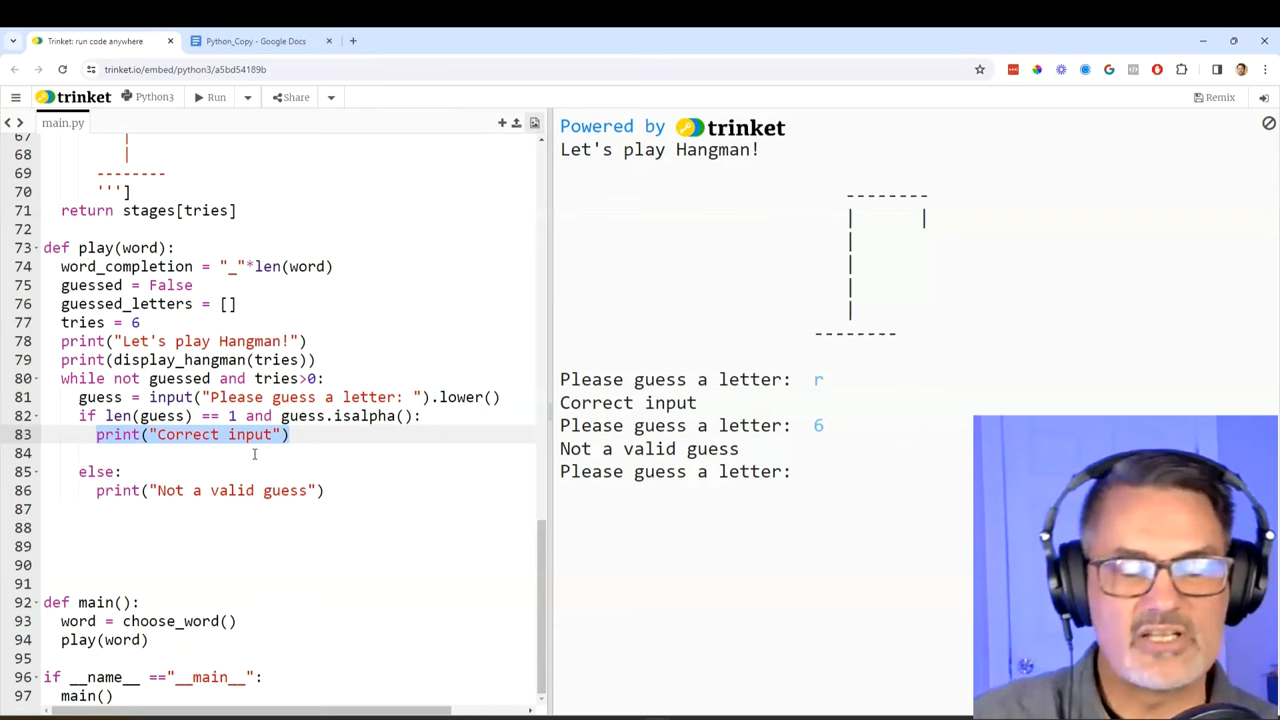 Trinket: run code anywhere
Python_Copy - Google Docs
trinket.io/embed/python3/a5bd54189b
trinket
Python3
Run
Share
Remix
main.py
67 |
68 |
69 --------
70 ''']
71 return stages[tries]
72
73 def play(word):
74 word_completion = "_"*len(word)
75 guessed = False
76 guessed_letters = []
77 tries = 6
78 print("Let's play Hangman!")
79 print(display_hangman(tries))
80 while not guessed and tries>0:
81 guess = input("Please guess a letter: ").lower()
82 if len(guess) == 1 and guess.isalpha():
83 print("Correct input")
84
85 else:
86 print("Not a valid guess")
87
88
89
90
91
92 def main():
93 word = choose_word()
94 play(word)
95
96 if __name__ =="__main__":
97 main()
Powered by trinket
Let's play Hangman!
--------
| |
|
|
|
|
--------
Please guess a letter: r
Correct input
Please guess a letter: 6
Not a valid guess
Please guess a letter: